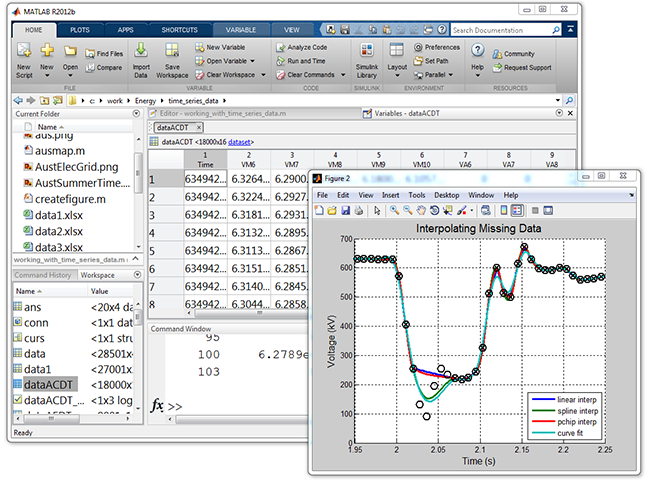 MATLAB R2012b
HOME PLOTS APPS SHORTCUTS VARIABLE VIEW Search Documentation
New Script New Open Find Files Compare Import Data Save Workspace New Variable Open Variable Clear Workspace Analyze Code Run and Time Clear Commands Simulink Library Layout Preferences Set Path Parallel Help Community Request Support
FILE VARIABLE CODE SIMULINK ENVIRONMENT RESOURCES
c: work Energy time_series_data
Current Folder
Name
aus.png
ausmap.m
AustElecGrid.png
AustSummerTime....
createfigure.m
data1.xlsx
data2.xlsx
data3.xlsx
working_with_time_series_data.m
Command History Workspace
Name Value
ans <20x4 da
conn <1x1 dat
curs <1x1 stru
data <28501x
data1 <27001x
dataACDT <18000x
dataACDT_... <1x3 log
Ready
Editor - working_with_time_series_data.m Variables - dataACDT
dataACDT
dataACDT <18000x16 dataset>
1 2 3 4 5 6 7 8 9
Time VM6 VM7 VM8 VM9 VM10 VA6 VA7 VA8
1 634942... 6.3264... 6.2900...
2 634942... 6.3224... 6.2927...
3 634942... 6.3181... 6.2931...
4 634942... 6.3132... 6.2895...
5 634942... 6.3113... 6.2867...
6 634942... 6.3151... 6.2851...
7 634942... 6.3140... 6.2845...
8 634942... 6.3044... 6.2858...
Command Window
95
100 6.2789e
103
fx >>
Figure 2
File Edit View Insert Tools Desktop Window Help
Interpolating Missing Data
700
600
500
400
300
200
100
0
Voltage (kV)
1.95 2 2.05 2.1 2.15 2.2 2.25
Time (s)
linear interp
spline interp
pchip interp
curve fit